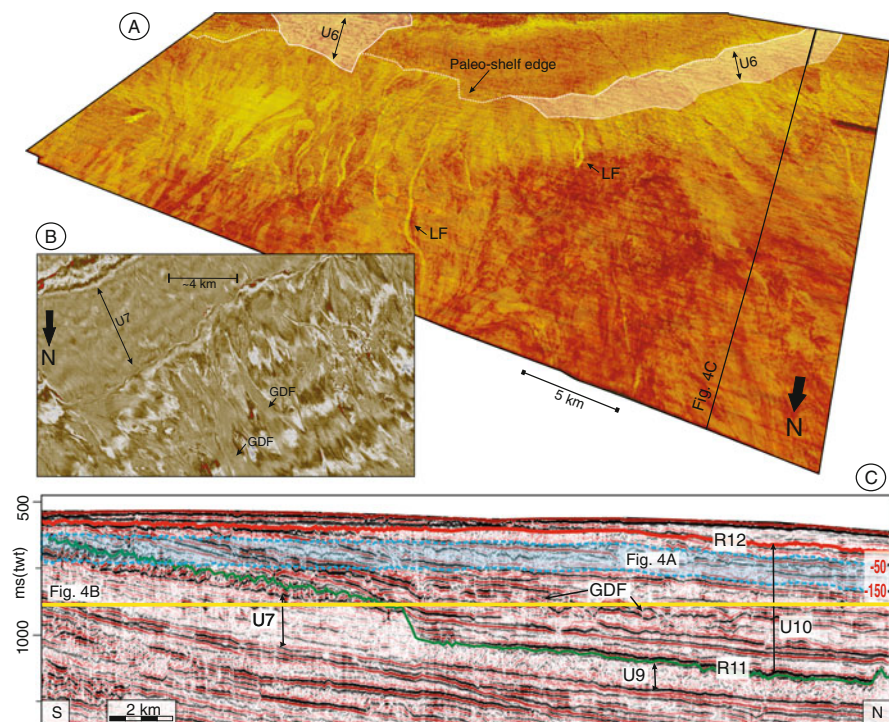 A
U6
Paleo-shelf edge
U6
LF
LF
B
~4 km
U7
N
GDF
GDF
5 km
Fig. 4C
N
C
500
ms(twt)
1000
R12
Fig. 4A
-50
-150
Fig. 4B
GDF
U7
U10
R11
U9
S
2 km
N